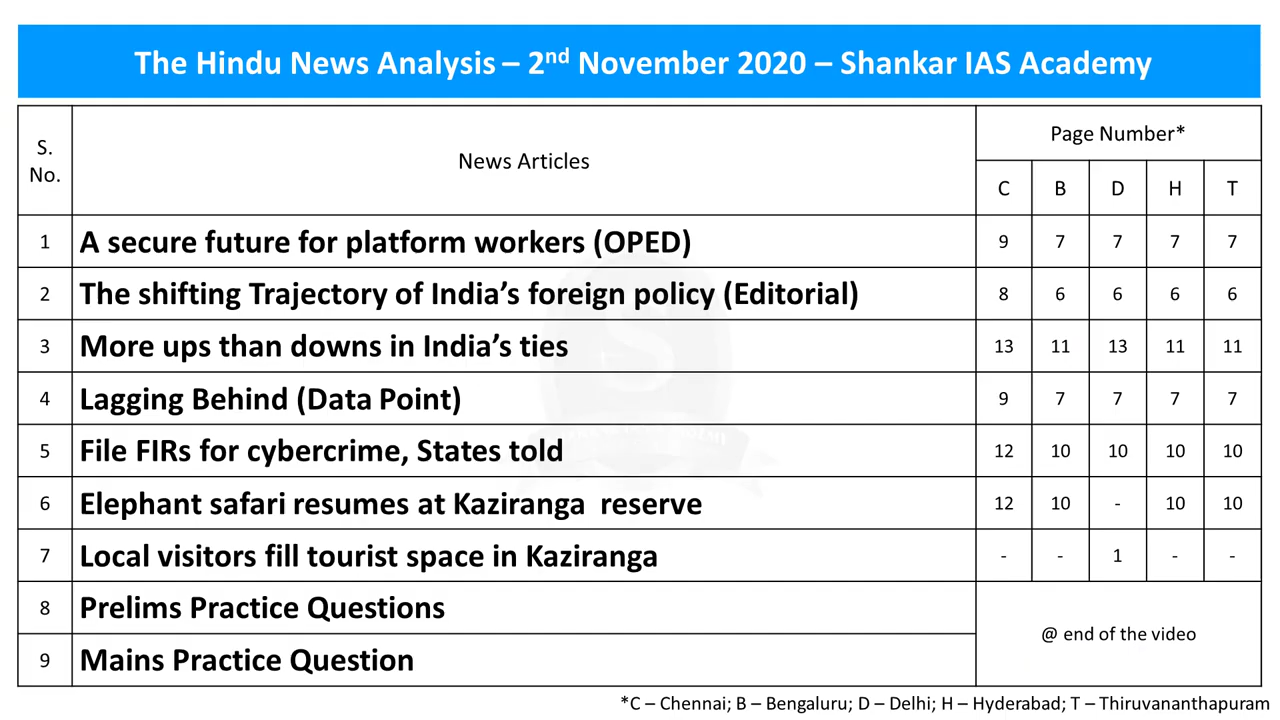 The Hindu News Analysis – 2nd November 2020 – Shankar IAS Academy
S. No. News Articles Page Number*
C B D H T
1 A secure future for platform workers (OPED) 9 7 7 7 7
2 The shifting Trajectory of India’s foreign policy (Editorial) 8 6 6 6 6
3 More ups than downs in India’s ties 13 11 13 11 11
4 Lagging Behind (Data Point) 9 7 7 7 7
5 File FIRs for cybercrime, States told 12 10 10 10 10
6 Elephant safari resumes at Kaziranga reserve 12 10 - 10 10
7 Local visitors fill tourist space in Kaziranga - - 1 - -
8 Prelims Practice Questions
@ end of the video
9 Mains Practice Question
*C – Chennai; B – Bengaluru; D – Delhi; H – Hyderabad; T – Thiruvananthapuram